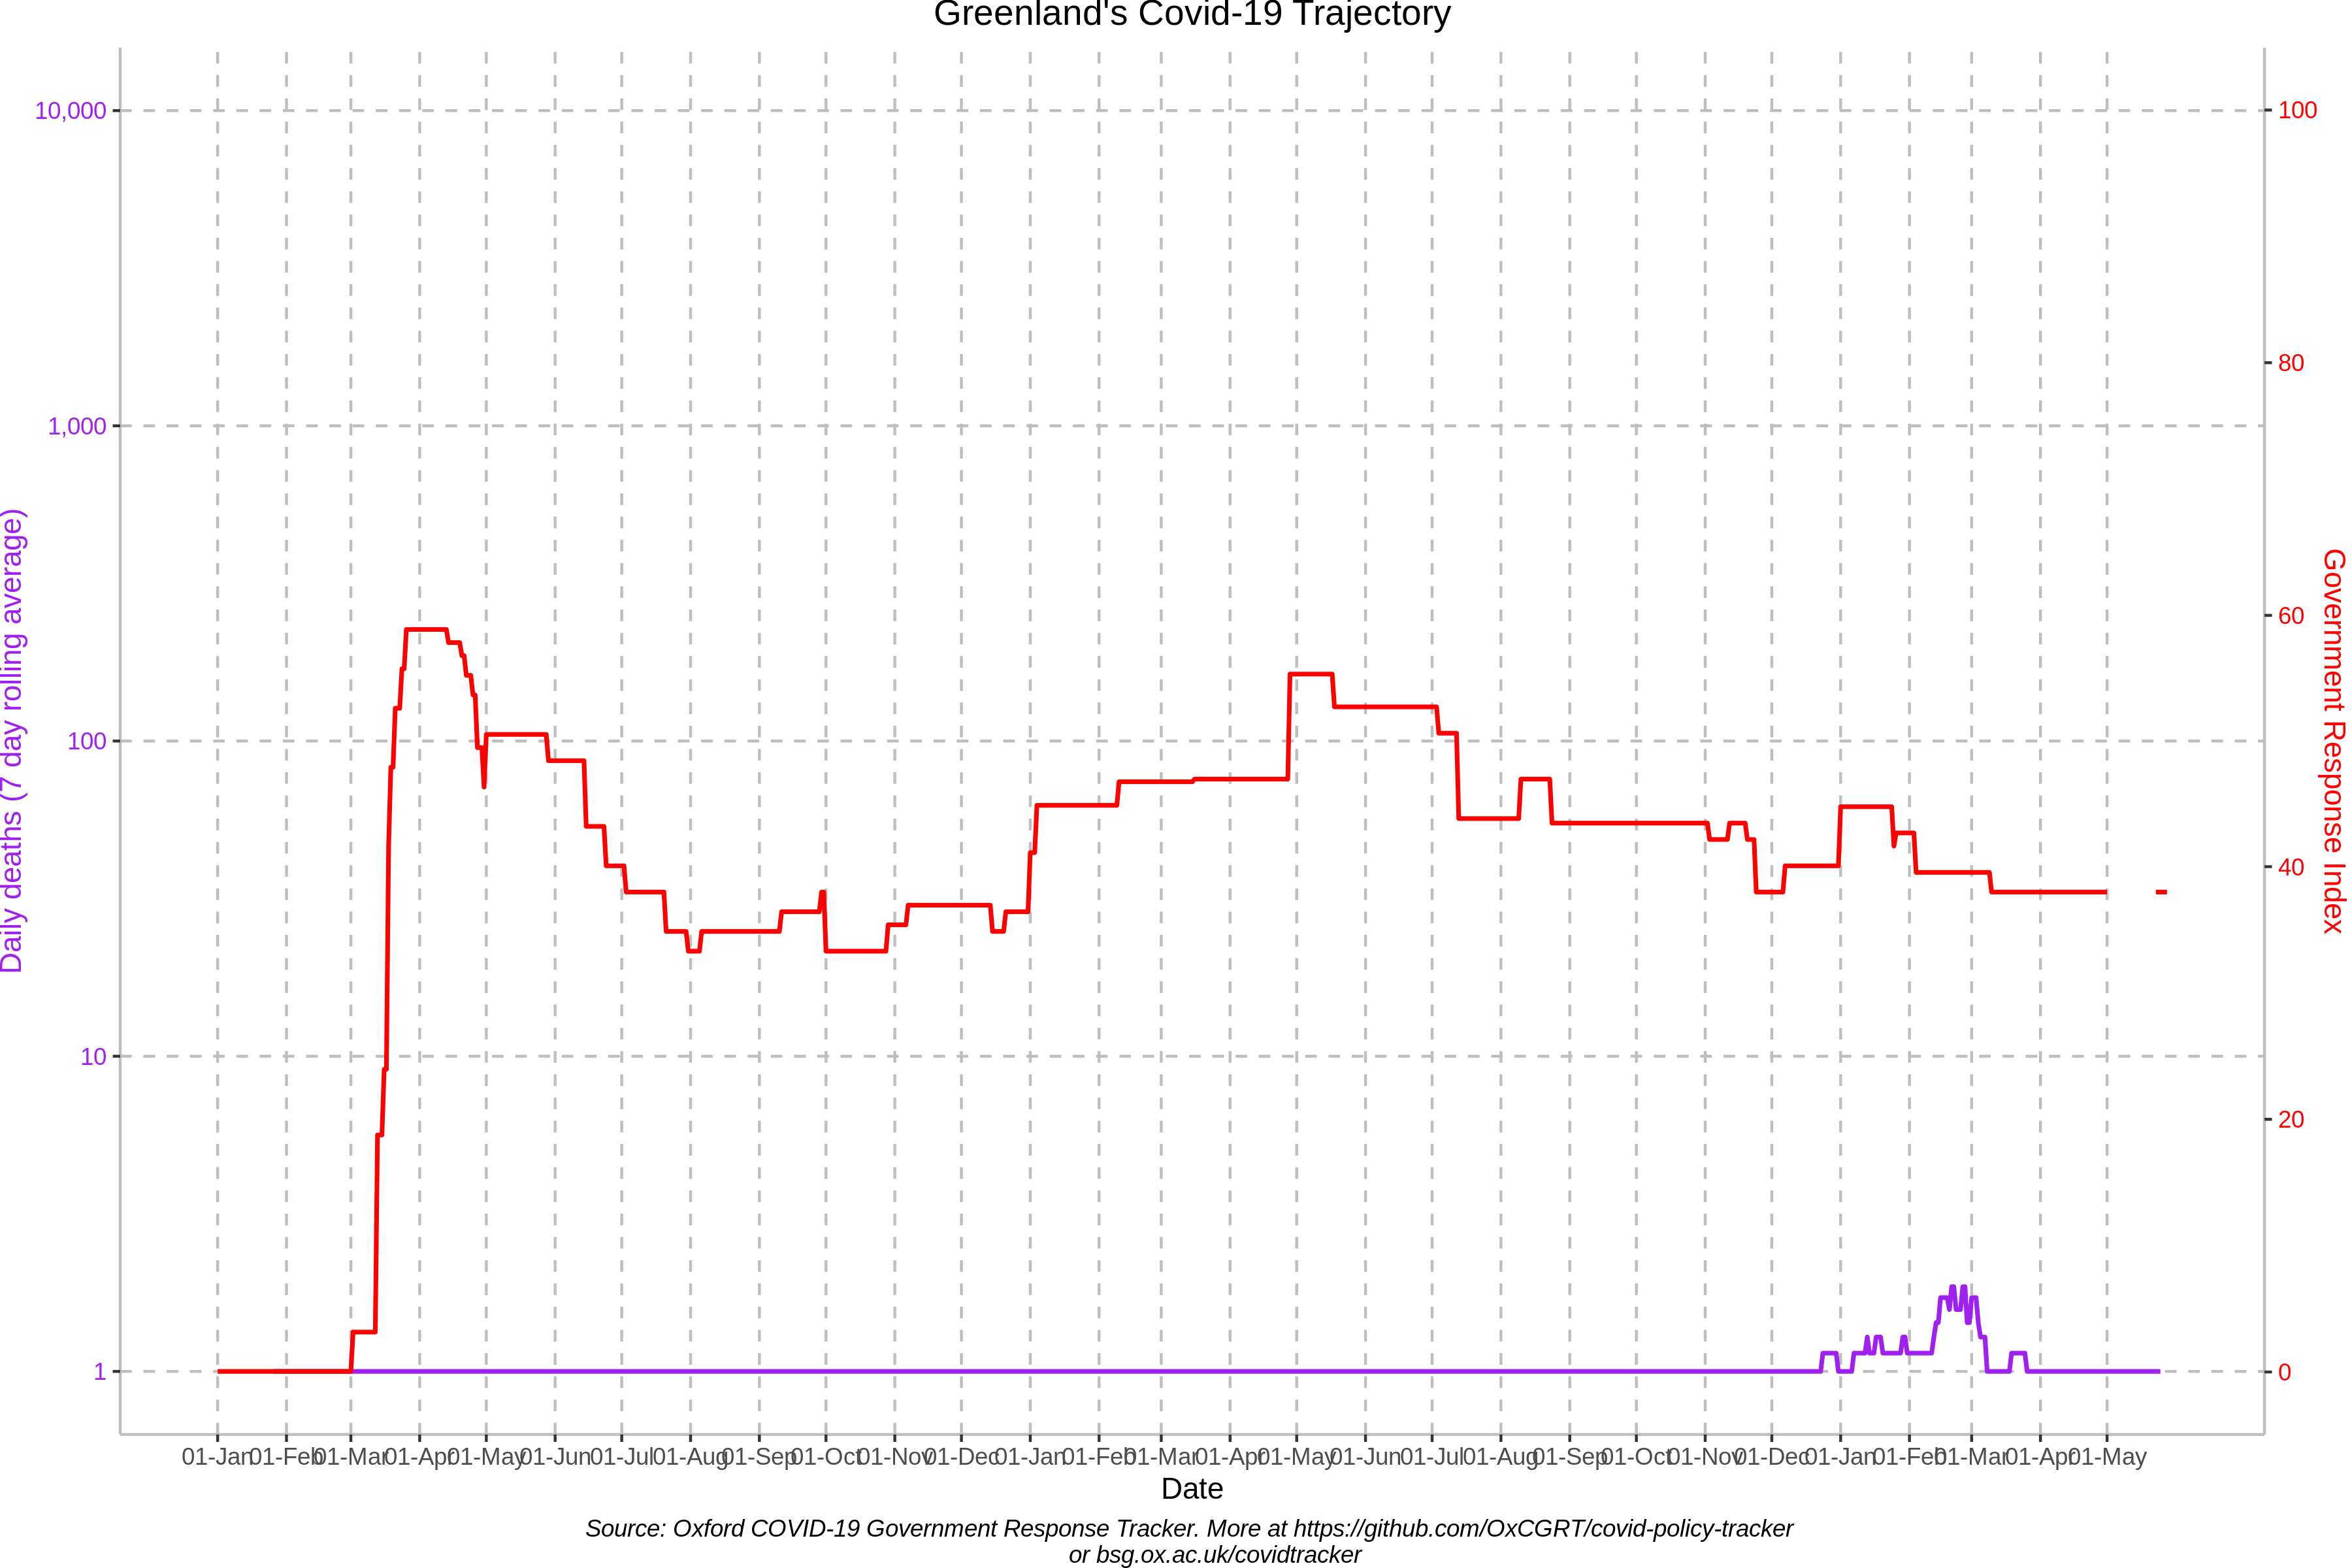 Greenland's Covid-19 Trajectory
Daily deaths (7 day rolling average)
10,000
1,000
100
10
1
Government Response Index
100
80
60
40
20
0
01-Jan 01-Feb 01-Mar 01-Apr 01-May 01-Jun 01-Jul 01-Aug 01-Sep 01-Oct 01-Nov 01-Dec 01-Jan 01-Feb 01-Mar 01-Apr 01-May 01-Jun 01-Jul 01-Aug 01-Sep 01-Oct 01-Nov 01-Dec 01-Jan 01-Feb 01-Mar 01-Apr 01-May
Date
Source: Oxford COVID-19 Government Response Tracker. More at https://github.com/OxCGRT/covid-policy-tracker
or bsg.ox.ac.uk/covidtracker